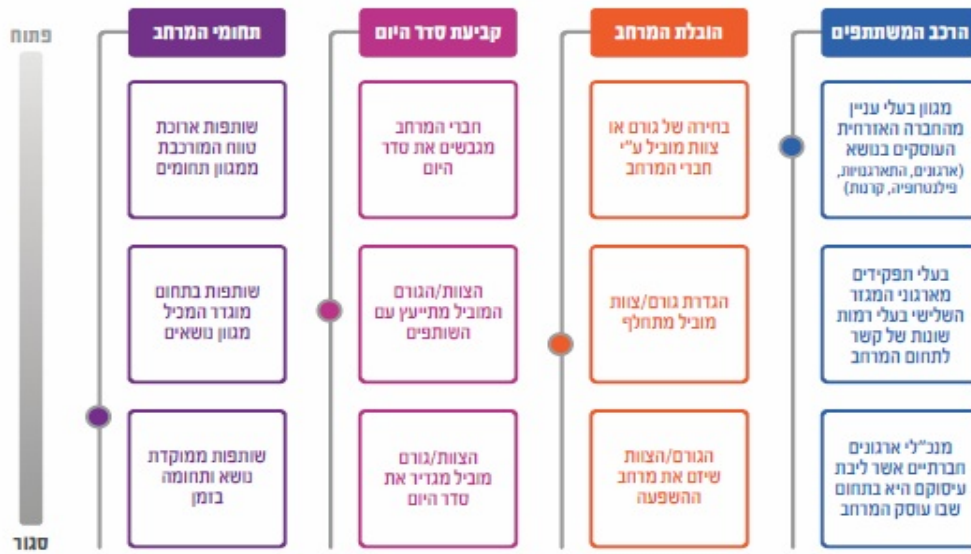 הרכב המשתתפים
מגוון בעלי עניין
מהחברה האזרחית
העוסקים בנושא
(ארגונים, התארגנויות,
פילנטרופיה, קרנות)
בעלי תפקידים
מארגוני המגזר
השלישי בעלי רמות
שונות של קשר
לתחום המרחב
מנכ"לי ארגונים
חברתיים אשר ליבת
עיסוקם היא בתחום
שבו עוסק המרחב
הובלת המרחב
בחירה של גורם או
צוות מוביל ע"י
חברי המרחב
הגדרת גורם/צוות
מוביל מתחלף
הגורם/הצוות
שיזם את מרחב
ההשפעה
קביעת סדר היום
חברי המרחב
מגבשים את סדר
היום
הצוות/הגורם
המוביל מתייעץ עם
השותפים
הצוות/גורם
מוביל מגדיר את
סדר היום
תחומי המרחב
שותפות ארוכת
טווח המורכבת
ממגוון תחומים
שותפות בתחום
מוגדר המכיל
מגוון נושאים
שותפות ממוקדת
נושא ותחומה
בזמן
פתוח
סגור